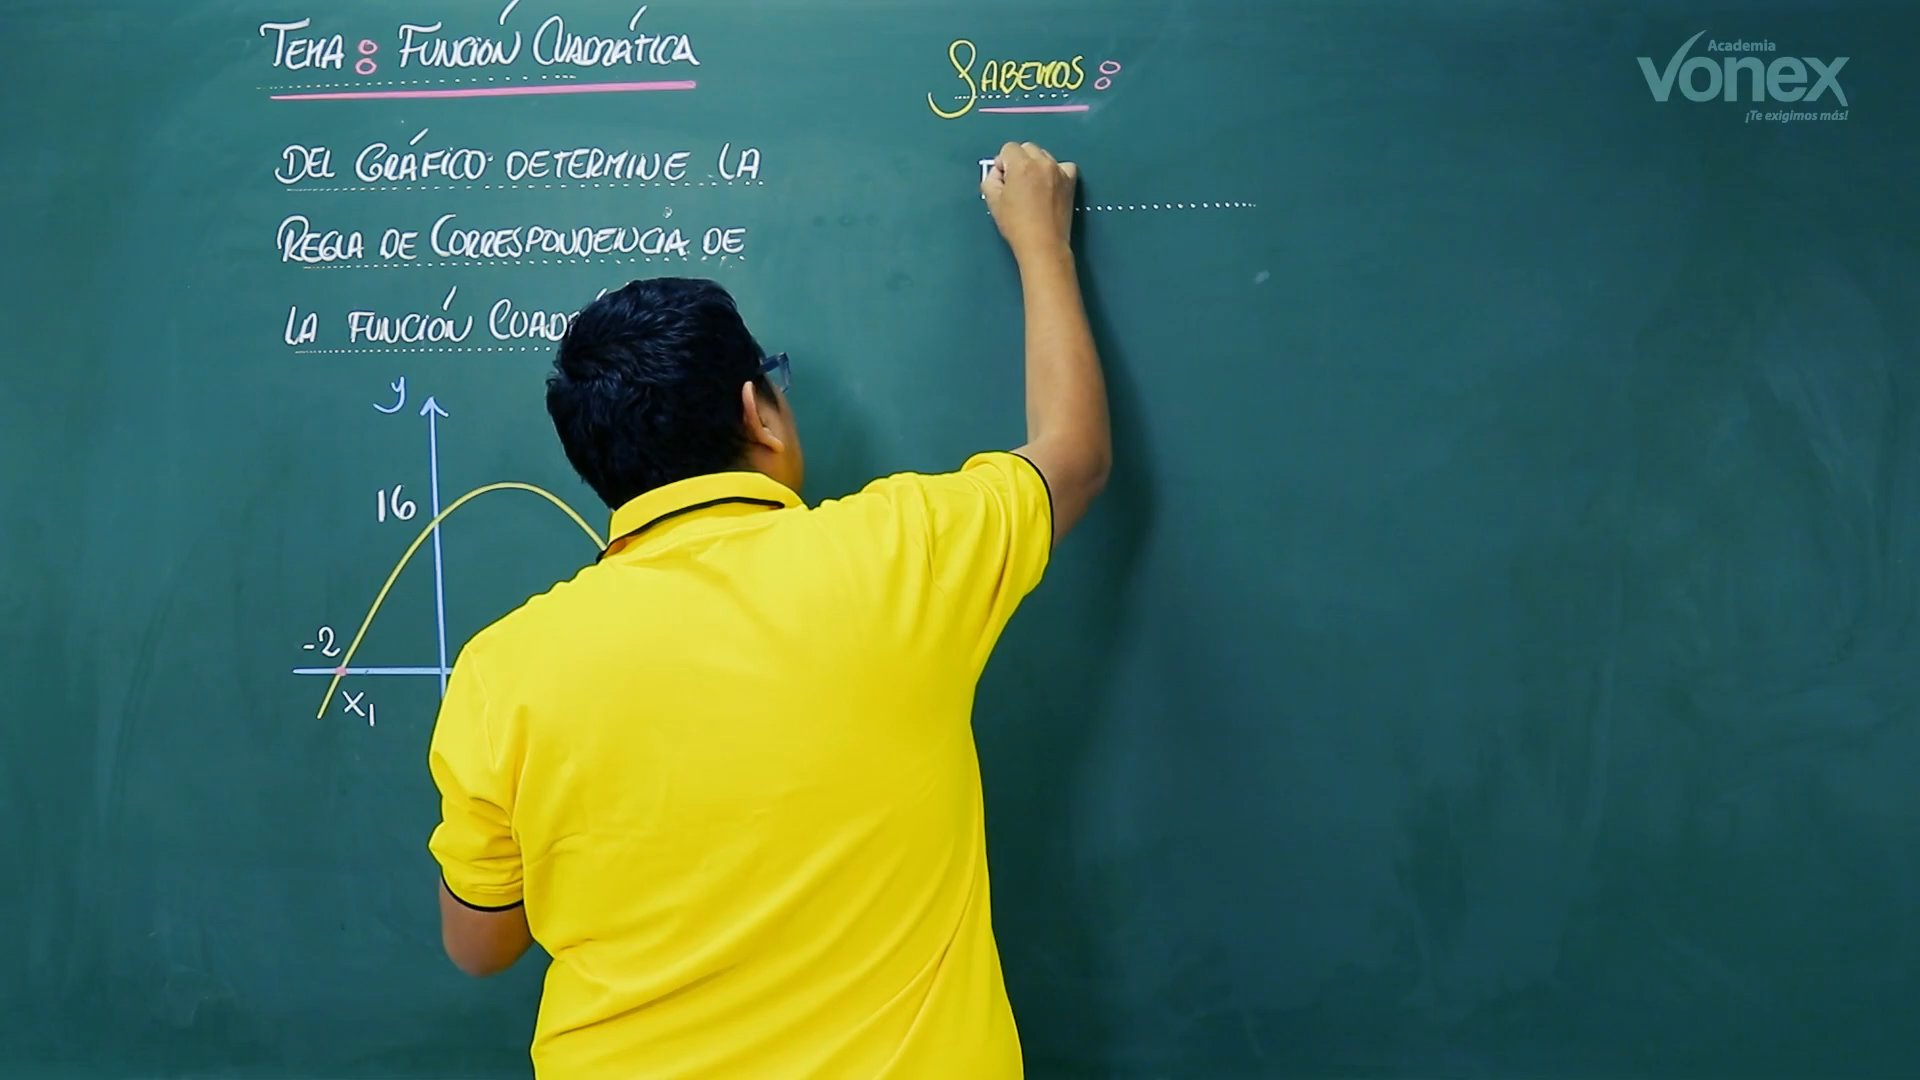 TEMA: FUNCIÓN CUADRÁTICA
DEL GRÁFICO DETERMINE LA
REGLA DE CORRESPONDENCIA DE
LA FUNCIÓN
y
16
-2
x₁
SABEMOS:
Academia
Vonex
¡Te exigimos más!